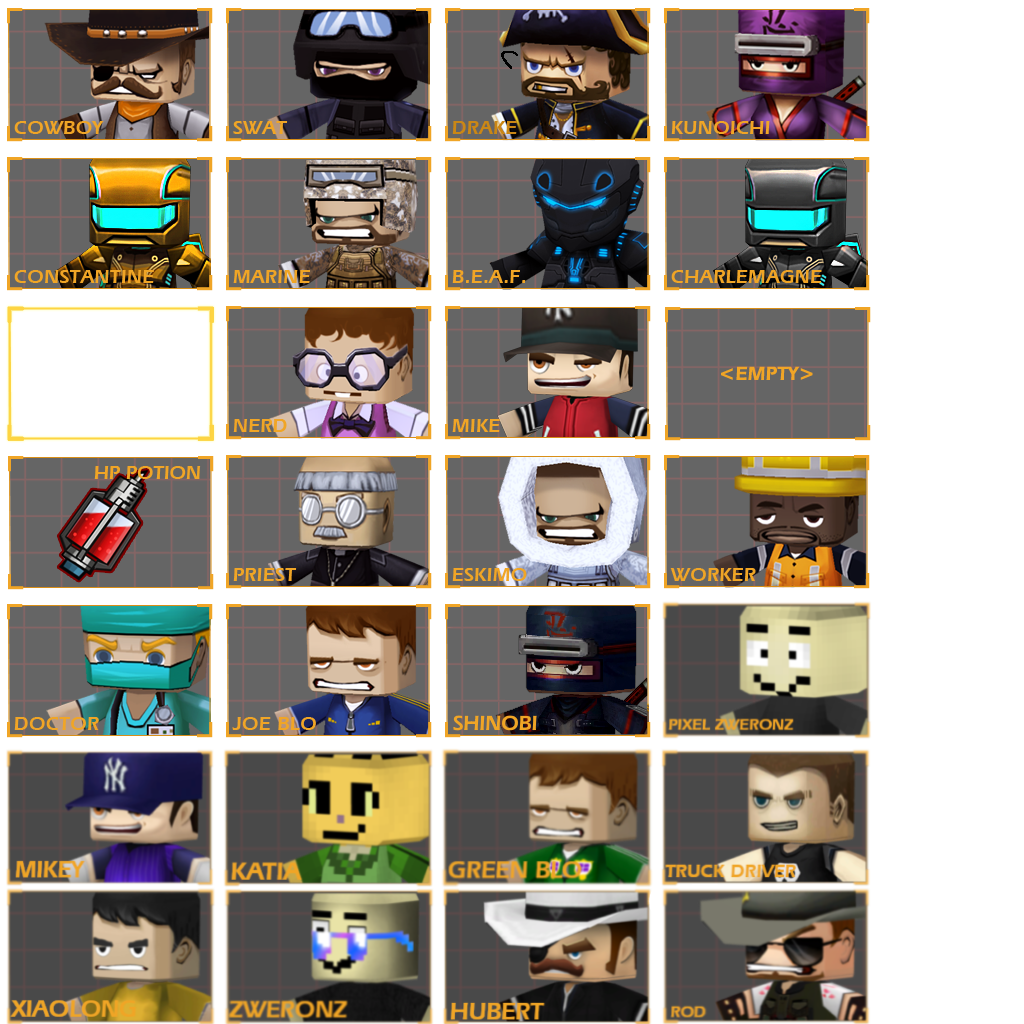 COWBOY
SWAT
DRAKE
KUNOICHI
CONSTANTINE
MARINE
B.E.A.F.
CHARLEMAGNE
NERD
MIKE
<EMPTY>
HP POTION
PRIEST
ESKIMO
WORKER
DOCTOR
JOE BLO
SHINOBI
PIXEL ZWERONZ
MIKEY
NY
KATIX
GREEN BLO
TRUCK DRIVER
XIAOLONG
ZWERONZ
HUBERT
ROD